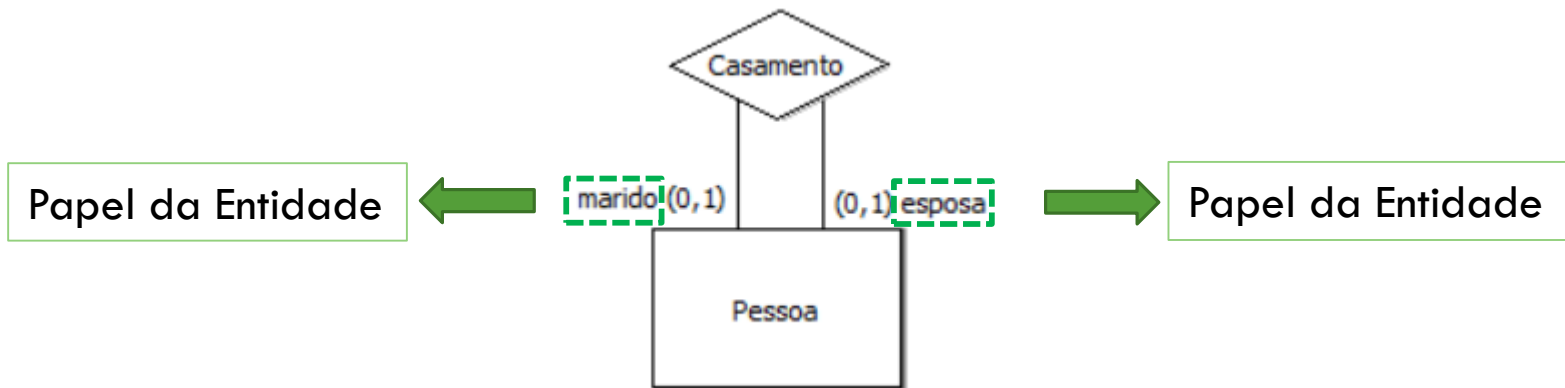 Casamento
Papel da Entidade
marido (0,1)
(0,1) esposa
Papel da Entidade
Pessoa